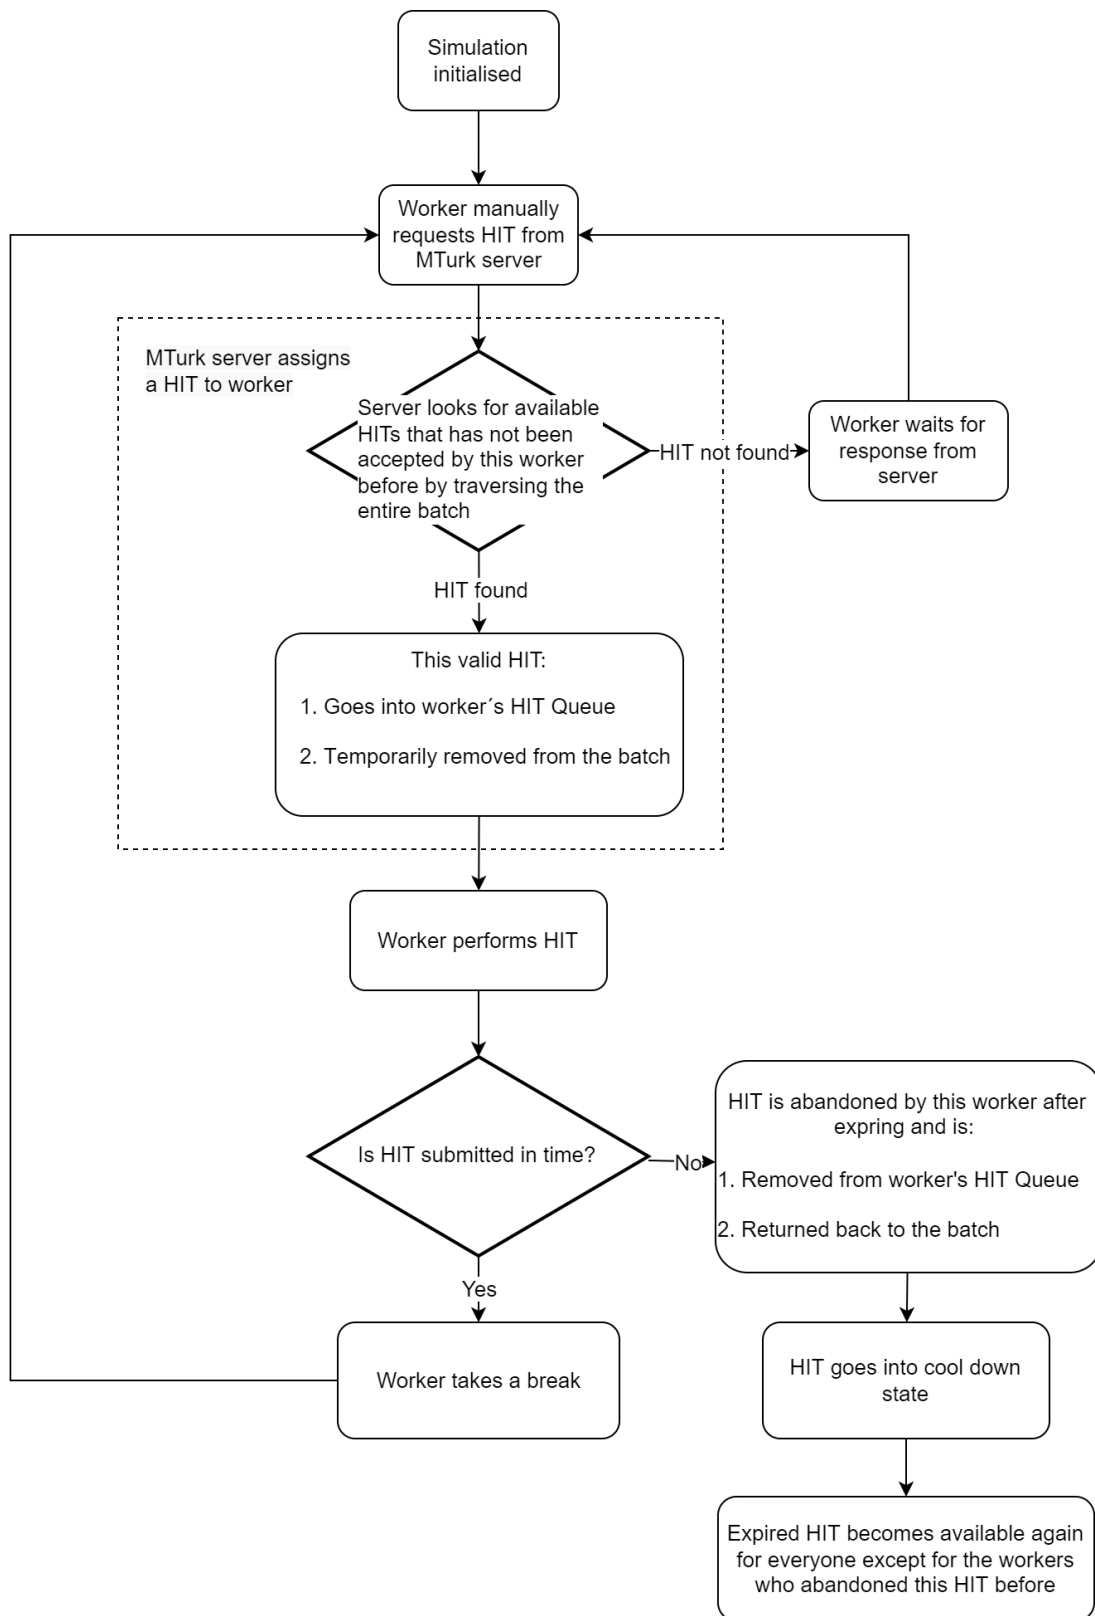 Simulation
initialised
Worker manually
requests HIT from
MTurk server
MTurk server assigns
a HIT to worker
Server looks for available
HITs that has not been
accepted by this worker
before by traversing the
entire batch
HIT not found
Worker waits for
response from
server
HIT found
This valid HIT:
1. Goes into worker´s HIT Queue
2. Temporarily removed from the batch
Worker performs HIT
Is HIT submitted in time?
No
HIT is abandoned by this worker after
expring and is:
1. Removed from worker's HIT Queue
2. Returned back to the batch
Yes
Worker takes a break
HIT goes into cool down
state
Expired HIT becomes available again
for everyone except for the workers
who abandoned this HIT before